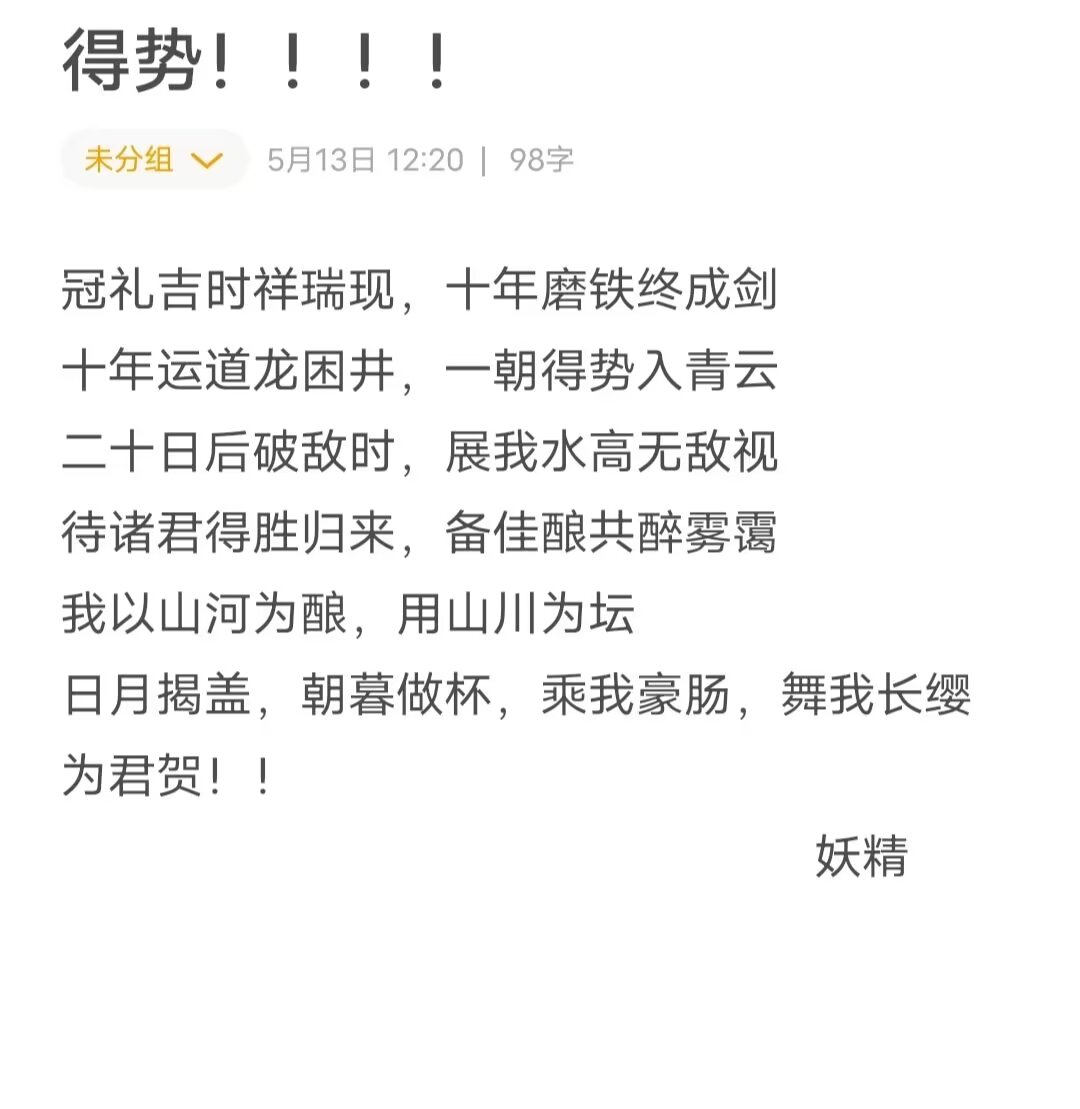 得势！！！！
未分组 5月13日 12:20 | 98字
冠礼吉时祥瑞现，十年磨铁终成剑
十年运道龙困井，一朝得势入青云
二十日后破敌时，展我水高无敌视
待诸君得胜归来，备佳酿共醉雾霭
我以山河为酿，用山川为坛
日月揭盖，朝暮做杯，乘我豪肠，舞我长缨
为君贺！！
妖精